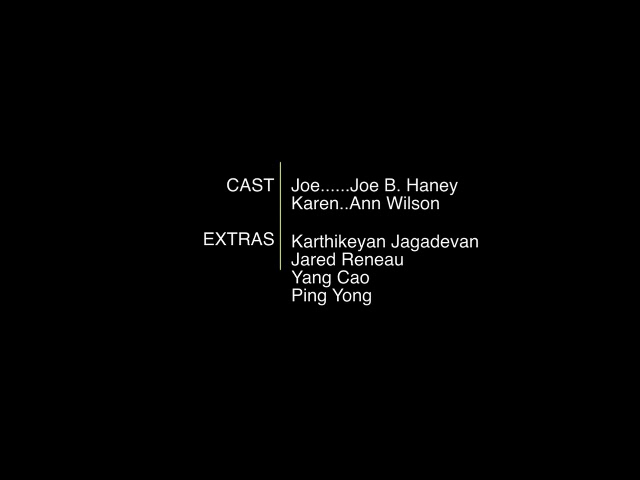 CAST Joe......Joe B. Haney
Karen..Ann Wilson
EXTRAS Karthikeyan Jagadevan
Jared Reneau
Yang Cao
Ping Yong